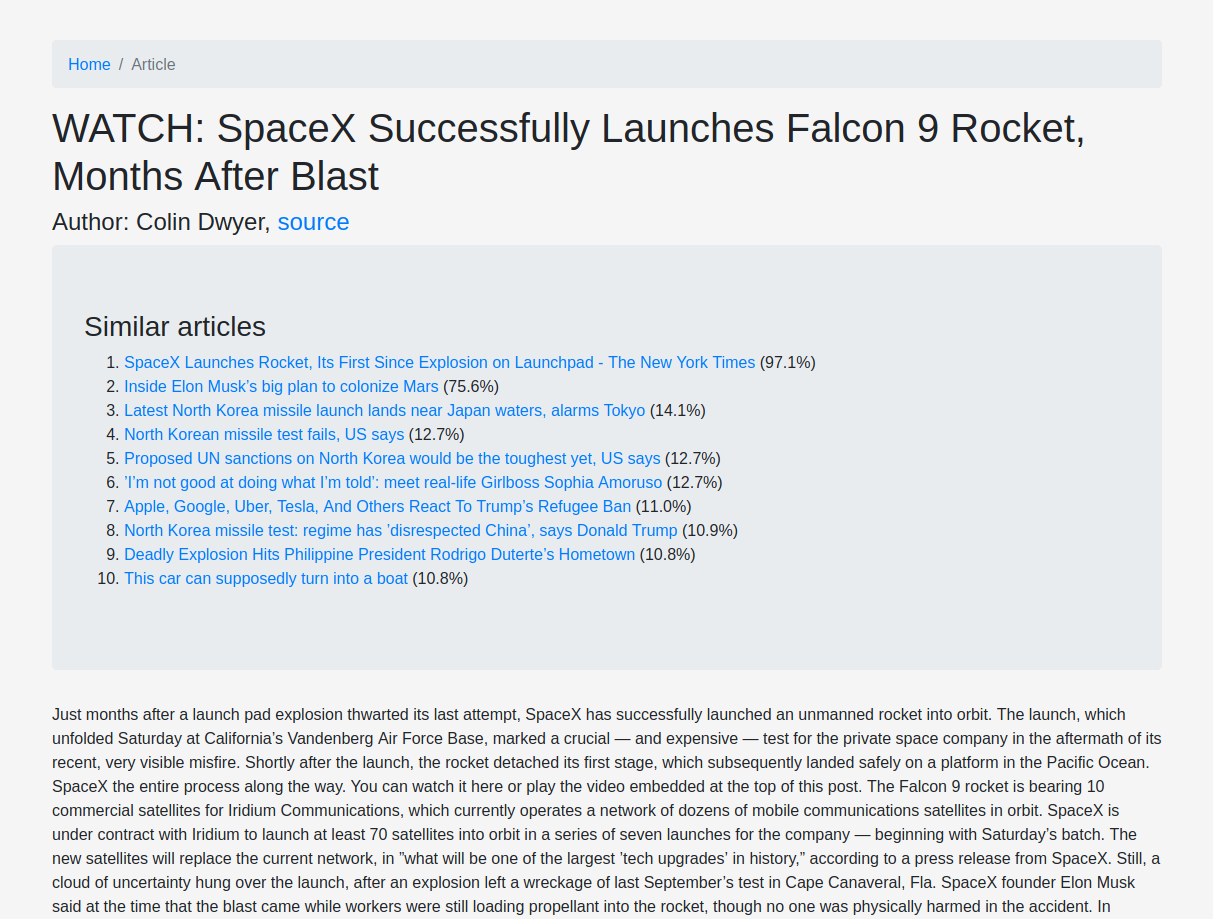 Home / Article
WATCH: SpaceX Successfully Launches Falcon 9 Rocket,
Months After Blast
Author: Colin Dwyer, source
Similar articles
1. SpaceX Launches Rocket, Its First Since Explosion on Launchpad - The New York Times (97.1%)
2. Inside Elon Musk’s big plan to colonize Mars (75.6%)
3. Latest North Korea missile launch lands near Japan waters, alarms Tokyo (14.1%)
4. North Korean missile test fails, US says (12.7%)
5. Proposed UN sanctions on North Korea would be the toughest yet, US says (12.7%)
6. ’I’m not good at doing what I’m told’: meet real-life Girlboss Sophia Amoruso (12.7%)
7. Apple, Google, Uber, Tesla, And Others React To Trump’s Refugee Ban (11.0%)
8. North Korea missile test: regime has ’disrespected China’, says Donald Trump (10.9%)
9. Deadly Explosion Hits Philippine President Rodrigo Duterte’s Hometown (10.8%)
10. This car can supposedly turn into a boat (10.8%)
Just months after a launch pad explosion thwarted its last attempt, SpaceX has successfully launched an unmanned rocket into orbit. The launch, which
unfolded Saturday at California’s Vandenberg Air Force Base, marked a crucial — and expensive — test for the private space company in the aftermath of its
recent, very visible misfire. Shortly after the launch, the rocket detached its first stage, which subsequently landed safely on a platform in the Pacific Ocean.
SpaceX the entire process along the way. You can watch it here or play the video embedded at the top of this post. The Falcon 9 rocket is bearing 10
commercial satellites for Iridium Communications, which currently operates a network of dozens of mobile communications satellites in orbit. SpaceX is
under contract with Iridium to launch at least 70 satellites into orbit in a series of seven launches for the company — beginning with Saturday’s batch. The
new satellites will replace the current network, in ”what will be one of the largest ’tech upgrades’ in history,” according to a press release from SpaceX. Still, a
cloud of uncertainty hung over the launch, after an explosion left a wreckage of last September’s test in Cape Canaveral, Fla. SpaceX founder Elon Musk
said at the time that the blast came while workers were still loading propellant into the rocket, though no one was physically harmed in the accident. In